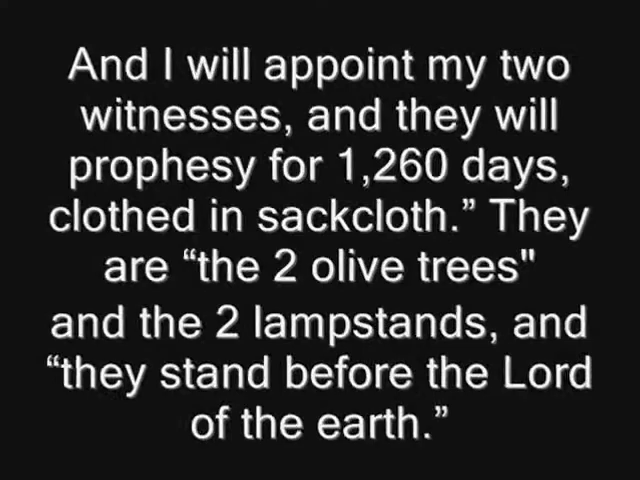 And I will appoint my two
witnesses, and they will
prophesy for 1,260 days,
clothed in sackcloth.” They
are “the 2 olive trees"
and the 2 lampstands, and
“they stand before the Lord
of the earth.”